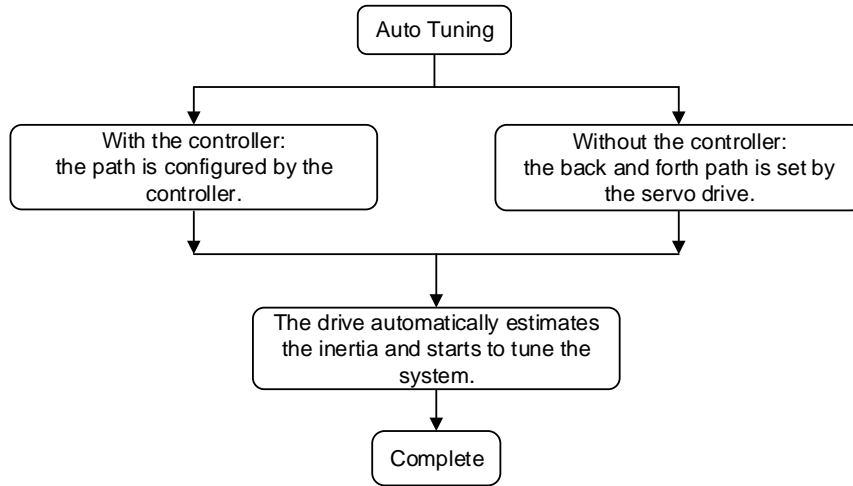 Auto Tuning
With the controller:
the path is configured by the
controller.
Without the controller:
the back and forth path is set by
the servo drive.
The drive automatically estimates
the inertia and starts to tune the
system.
Complete